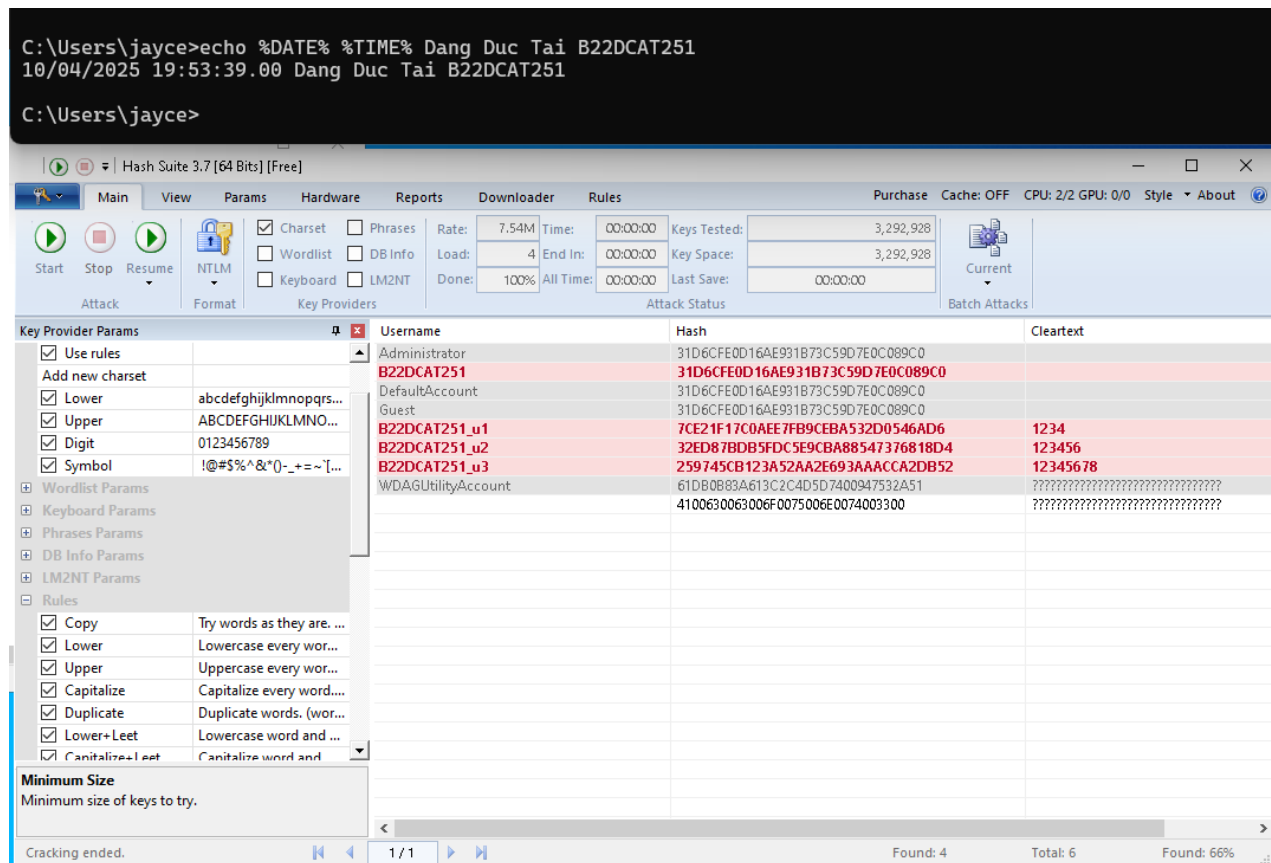 C:\Users\jayce>echo %DATE% %TIME% Dang Duc Tai B22DCAT251
10/04/2025 19:53:39.00 Dang Duc Tai B22DCAT251
C:\Users\jayce>
Hash Suite 3.7 [64 Bits] [Free]
Main View Params Hardware Reports Downloader Rules Purchase Cache: OFF CPU: 2/2 GPU: 0/0 Style About
Charset Phrases Rate: 7.54M Time: 00:00:00 Keys Tested: 3,292,928
Wordlist DB Info Load: 4 End In: 00:00:00 Key Space: 3,292,928
Start Stop Resume NTLM Current
Keyboard LM2NT Done: 100% All Time: 00:00:00 Last Save: 00:00:00
Attack Format Key Providers Attack Status Batch Attacks
Key Provider Params Username Hash Cleartext
Use rules
Administrator 31D6CFE0D16AE931B73C59D7E0C089C0
Add new charset
B22DCAT251 31D6CFE0D16AE931B73C59D7E0C089C0
Lower abcdefghijklmnopqrs...
DefaultAccount 31D6CFE0D16AE931B73C59D7E0C089C0
Guest 31D6CFE0D16AE931B73C59D7E0C089C0
Upper ABCDEFGHIJKLMNO...
B22DCAT251_u1 7CE21F17C0AEE7FB9CEBA532D0546AD6 1234
Digit 0123456789
B22DCAT251_u2 32ED87BDB5FDC5E9CBA88547376818D4 123456
Symbol !@#$%^&*()-_+=~`[...
B22DCAT251_u3 259745CB123A52AA2E693AAACCA2DB52 12345678
Wordlist Params
WDAGUtilityAccount 61DB0B83A613C2C4D5D7400947532A51 ????????????????????????????????
Keyboard Params
4100630063006F0075006E0074003300 ????????????????????????????????
Phrases Params
DB Info Params
LM2NT Params
Rules
Copy Try words as they are. ...
Lower Lowercase every wor...
Upper Uppercase every wor...
Capitalize Capitalize every word....
Duplicate Duplicate words. (wor...
Lower+Leet Lowercase word and ...
Capitalize+Leet Capitalize word and
Minimum Size
Minimum size of keys to try.
Cracking ended. 1 / 1 Found: 4 Total: 6 Found: 66%